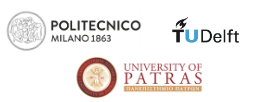 POLITECNICO
MILANO 1863
TUDelft
UNIVERSITY OF
PATRAS
ΠΑΝΕΠΙΣΤΗΜΙΟ ΠΑΤΡΩΝ